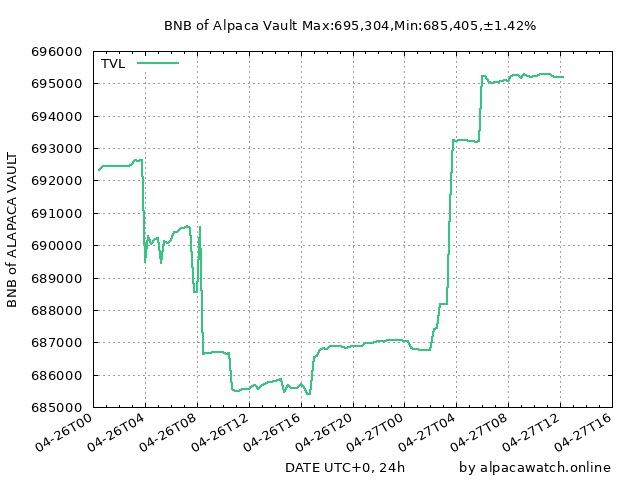 BNB of Alpaca Vault Max:695,304,Min:685,405,±1.42%
TVL
BNB of ALAPACA VAULT
696000
695000
694000
693000
692000
691000
690000
689000
688000
687000
686000
685000
04-26T00
04-26T04
04-26T08
04-26T12
04-26T16
04-26T20
04-27T00
04-27T04
04-27T08
04-27T12
04-27T16
DATE UTC+0, 24h
by alpacawatch.online